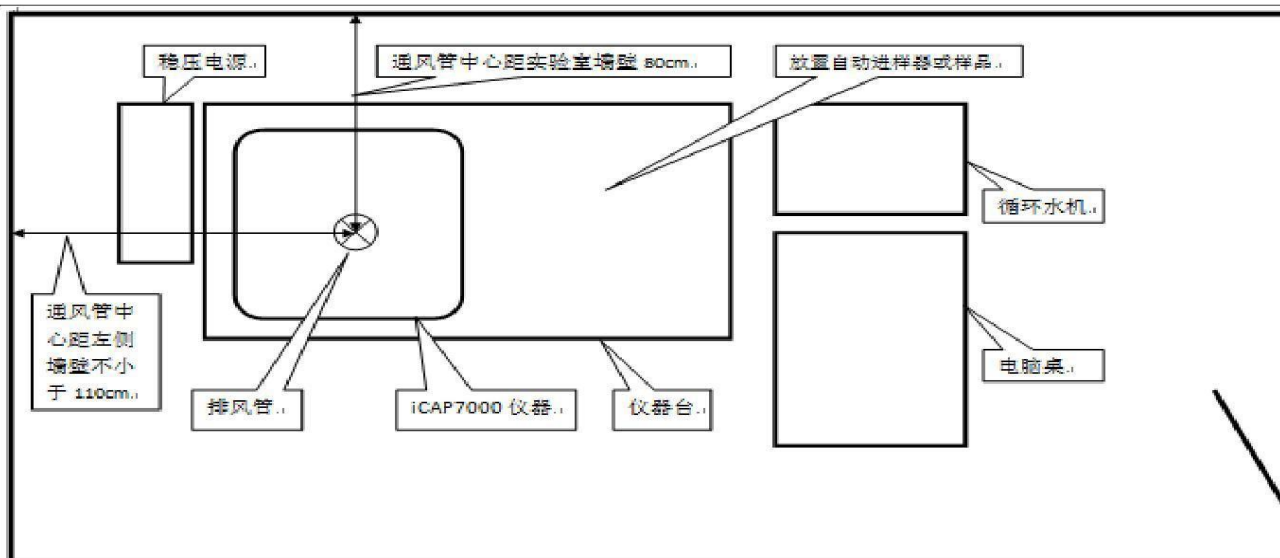 稳压电源.
通风管中心距实验室墙壁 80cm.
放置自动进样器或样品.
循环水机.
通风管中
心距左侧
墙壁不小
于 110cm.
电脑桌.
排风管.
iCAP7000 仪器.
仪器台.